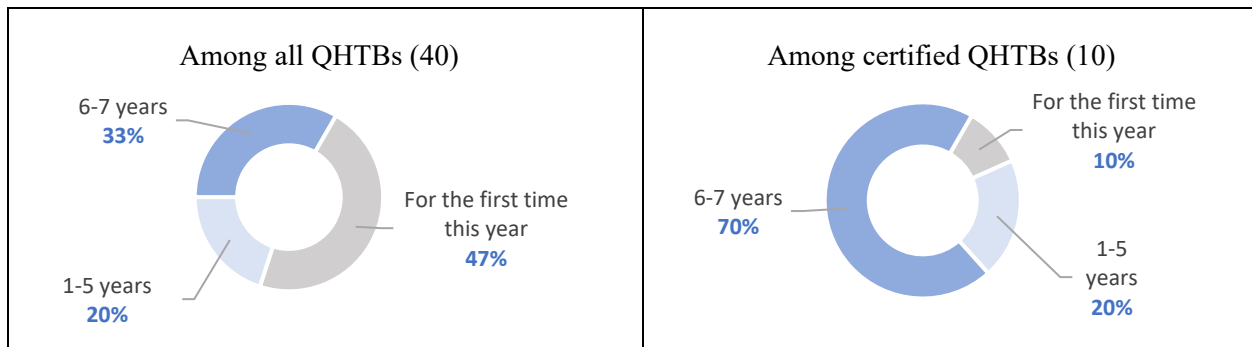 Among all QHTBs (40)
6-7 years
33%
For the first time
this year
47%
1-5 years
20%
Among certified QHTBs (10)
For the first time
this year
10%
6-7 years
70%
1-5
years
20%